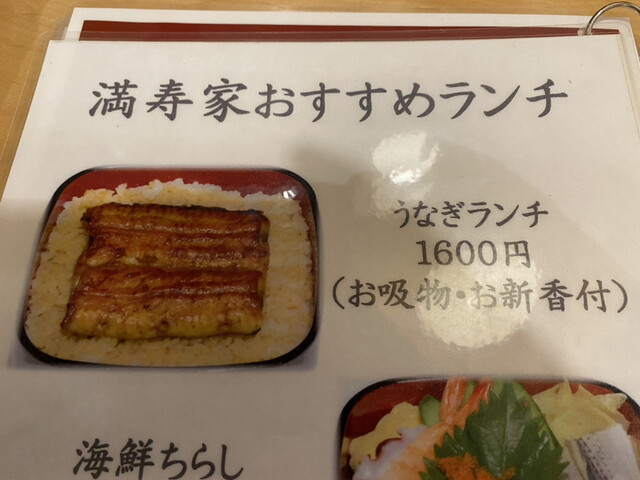 満寿家おすすめランチ
うなぎランチ
1600円
(お吸物・お新香付)
海鮮ちらし